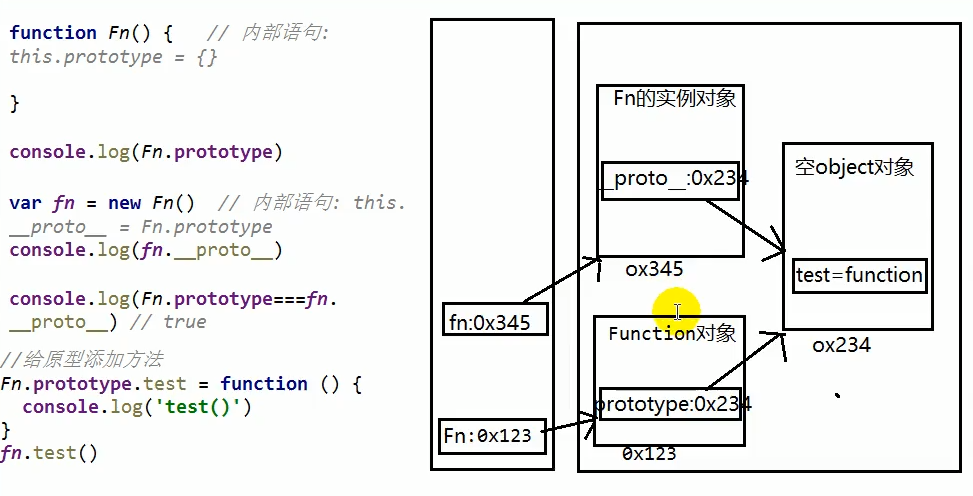 function Fn() {   // 内部语句:
this.prototype = {}
}
console.log(Fn.prototype)
var fn = new Fn()  // 内部语句: this.
__proto__ = Fn.prototype
console.log(fn.__proto__)
console.log(Fn.prototype===fn.
__proto__) // true
//给原型添加方法
Fn.prototype.test = function () {
  console.log('test()')
}
fn.test()
fn:0x345
Fn:0x123
Fn的实例对象
__proto__:0x234
ox345
Function对象
prototype:0x234
0x123
空object对象
test=function
ox234